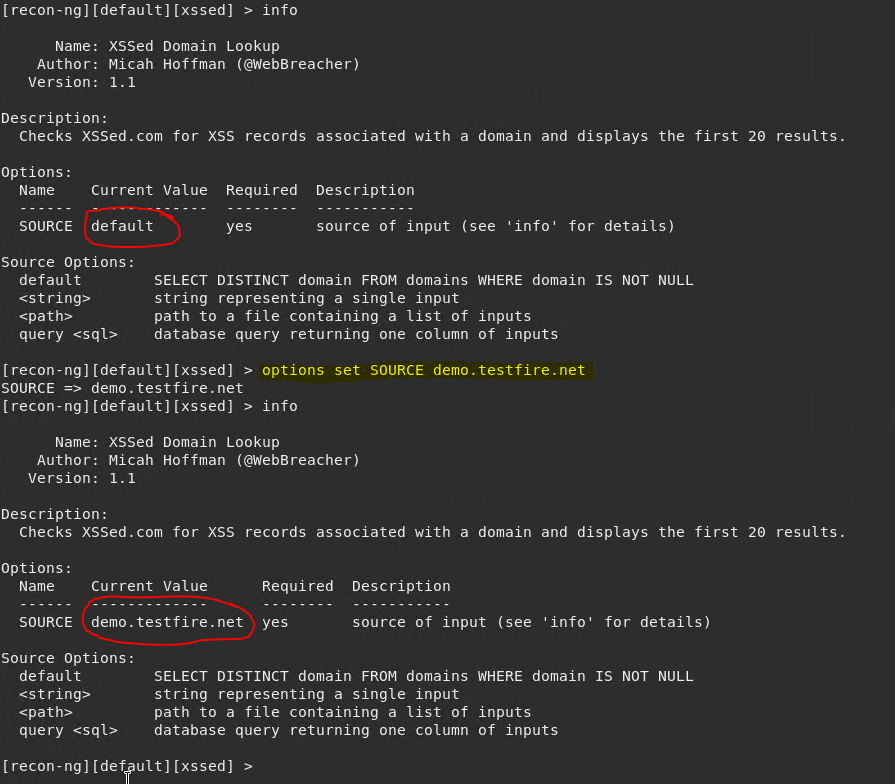 [recon-ng][default][xssed] > info
Name: XSSed Domain Lookup
Author: Micah Hoffman (@WebBreacher)
Version: 1.1
Description:
Checks XSSed.com for XSS records associated with a domain and displays the first 20 results.
Options:
Name    Current Value  Required  Description
------  -------------  --------  -----------
SOURCE  default        yes       source of input (see 'info' for details)
Source Options:
default        SELECT DISTINCT domain FROM domains WHERE domain IS NOT NULL
<string>       string representing a single input
<path>         path to a file containing a list of inputs
query <sql>    database query returning one column of inputs
[recon-ng][default][xssed] > options set SOURCE demo.testfire.net
SOURCE => demo.testfire.net
[recon-ng][default][xssed] > info
Name: XSSed Domain Lookup
Author: Micah Hoffman (@WebBreacher)
Version: 1.1
Description:
Checks XSSed.com for XSS records associated with a domain and displays the first 20 results.
Options:
Name    Current Value      Required  Description
------  -------------      --------  -----------
SOURCE  demo.testfire.net  yes       source of input (see 'info' for details)
Source Options:
default        SELECT DISTINCT domain FROM domains WHERE domain IS NOT NULL
<string>       string representing a single input
<path>         path to a file containing a list of inputs
query <sql>    database query returning one column of inputs
[recon-ng][default][xssed] >